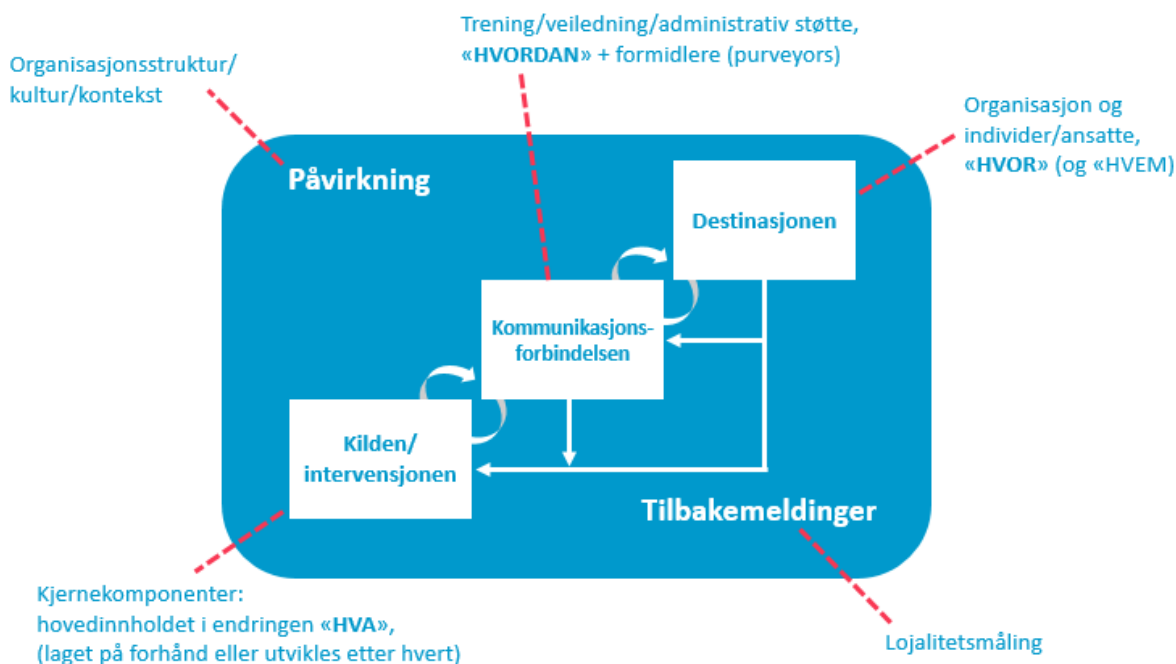 Trening/veiledning/administrativ støtte,
«HVORDAN» + formidlere (purveyors)
Organisasjonsstruktur/
kultur/kontekst
Organisasjon og
individer/ansatte,
«HVOR» (og «HVEM)
Påvirkning
Destinasjonen
Kommunikasjons-
forbindelsen
Kilden/
intervensjonen
Tilbakemeldinger
Kjernekomponenter:
hovedinnholdet i endringen «HVA»,
(laget på forhånd eller utvikles etter hvert)
Lojalitetsmåling